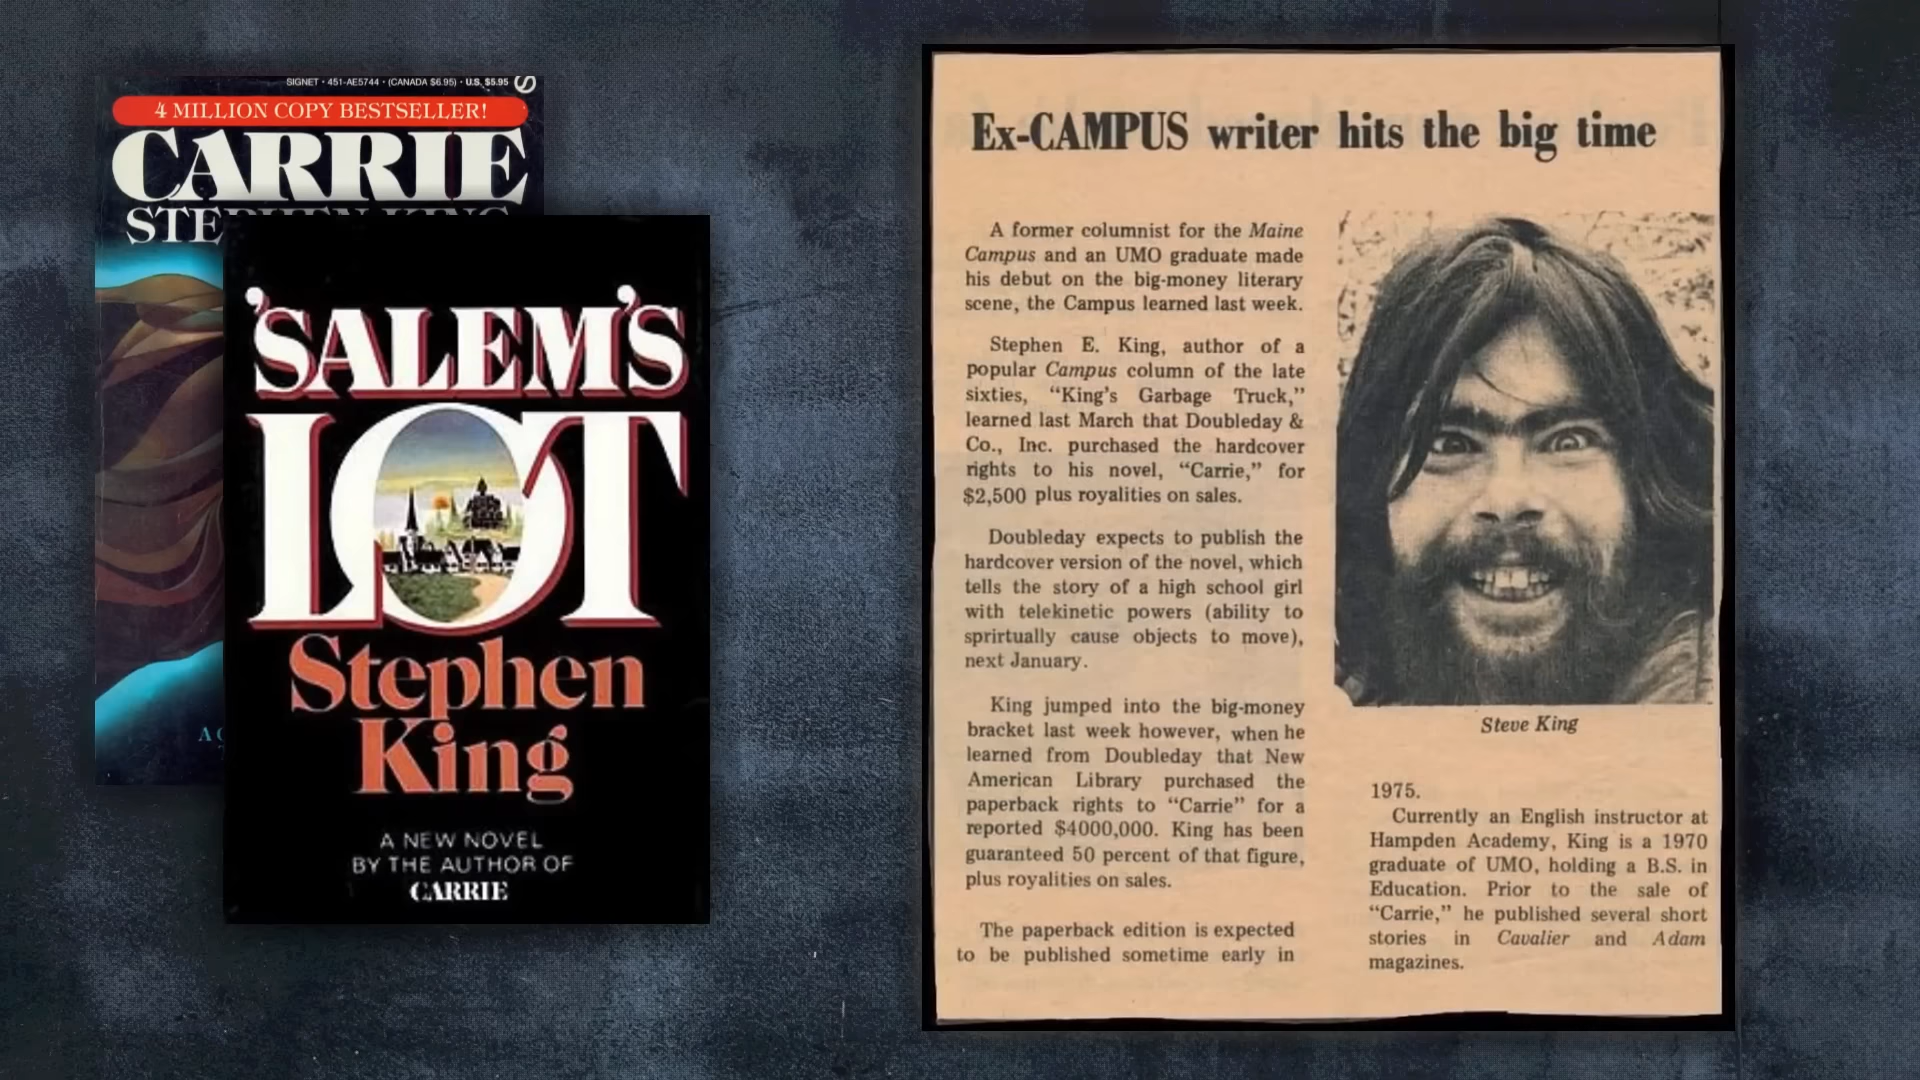 SIGNET • 451-AE5744 • (CANADA $6.95) • U.S. $5.95
4 MILLION COPY BESTSELLER!
CARRIE
STEPHEN KING
'SALEM'S
LOT
Stephen
King
A NEW NOVEL
BY THE AUTHOR OF
CARRIE
Ex-CAMPUS writer hits the big time
A former columnist for the Maine
Campus and an UMO graduate made
his debut on the big-money literary
scene, the Campus learned last week.
Stephen E. King, author of a
popular Campus column of the late
sixties, "King's Garbage Truck,"
learned last March that Doubleday &
Co., Inc. purchased the hardcover
rights to his novel, "Carrie," for
$2,500 plus royalities on sales.
Doubleday expects to publish the
hardcover version of the novel, which
tells the story of a high school girl
with telekinetic powers (ability to
sprirtually cause objects to move),
next January.
King jumped into the big-money
bracket last week however, when he
learned from Doubleday that New
American Library purchased the
paperback rights to "Carrie" for a
reported $4000,000. King has been
guaranteed 50 percent of that figure,
plus royalities on sales.
The paperback edition is expected
to be published sometime early in
Steve King
1975.
Currently an English instructor at
Hampden Academy, King is a 1970
graduate of UMO, holding a B.S. in
Education. Prior to the sale of
"Carrie," he published several short
stories in Cavalier and Adam
magazines.